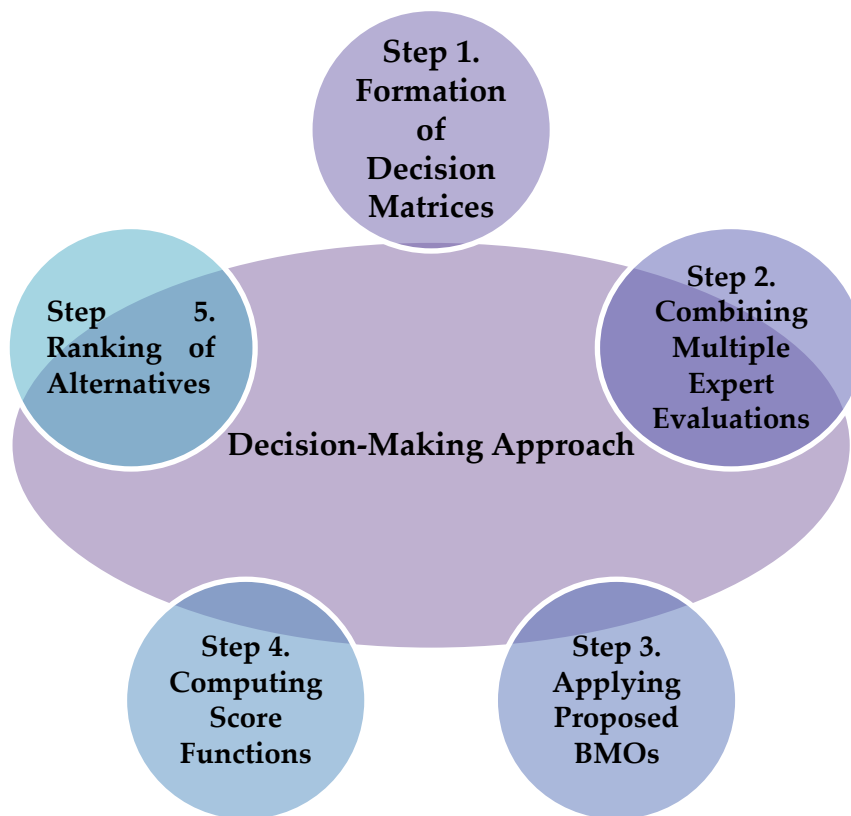 Step 1.
Formation
of
Decision
Matrices
Step 2.
Combining
Multiple
Expert
Evaluations
Step 5.
Ranking of
Alternatives
Decision-Making Approach
Step 4.
Computing
Score
Functions
Step 3.
Applying
Proposed
BMOs